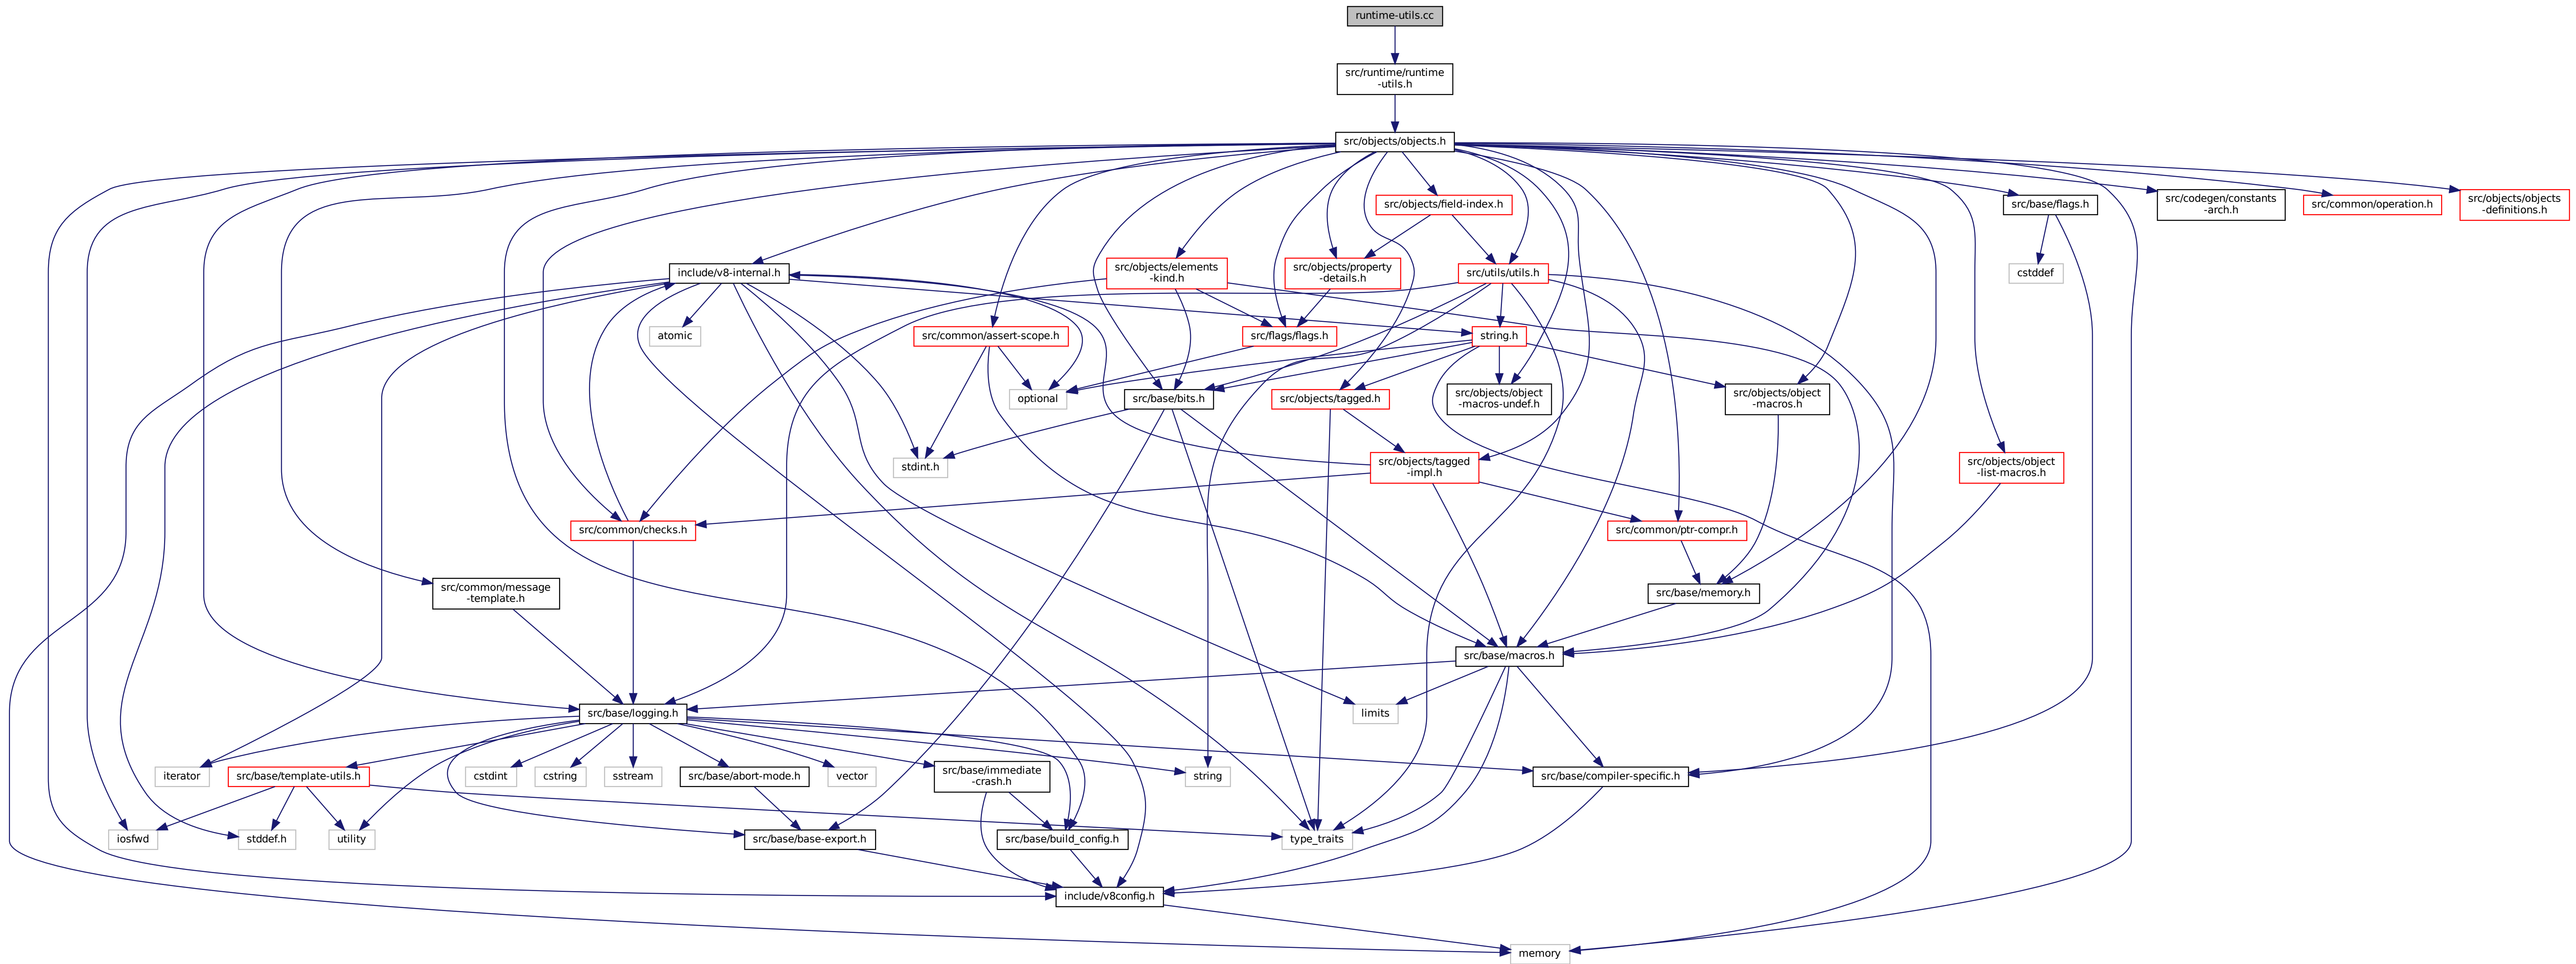 runtime-utils.cc
src/runtime/runtime
-utils.h
src/objects/objects.h
src/objects/field-index.h
src/base/flags.h
src/codegen/constants
-arch.h
src/common/operation.h
src/objects/objects
-definitions.h
include/v8-internal.h
src/objects/elements
-kind.h
src/objects/property
-details.h
src/utils/utils.h
cstddef
atomic
src/common/assert-scope.h
src/flags/flags.h
string.h
optional
src/base/bits.h
src/objects/tagged.h
src/objects/object
-macros-undef.h
src/objects/object
-macros.h
stdint.h
src/objects/tagged
-impl.h
src/objects/object
-list-macros.h
src/common/checks.h
src/common/ptr-compr.h
src/common/message
-template.h
src/base/memory.h
src/base/macros.h
src/base/logging.h
limits
iterator
src/base/template-utils.h
cstdint
cstring
sstream
src/base/abort-mode.h
vector
src/base/immediate
-crash.h
string
src/base/compiler-specific.h
iosfwd
stddef.h
utility
src/base/base-export.h
src/base/build_config.h
type_traits
include/v8config.h
memory